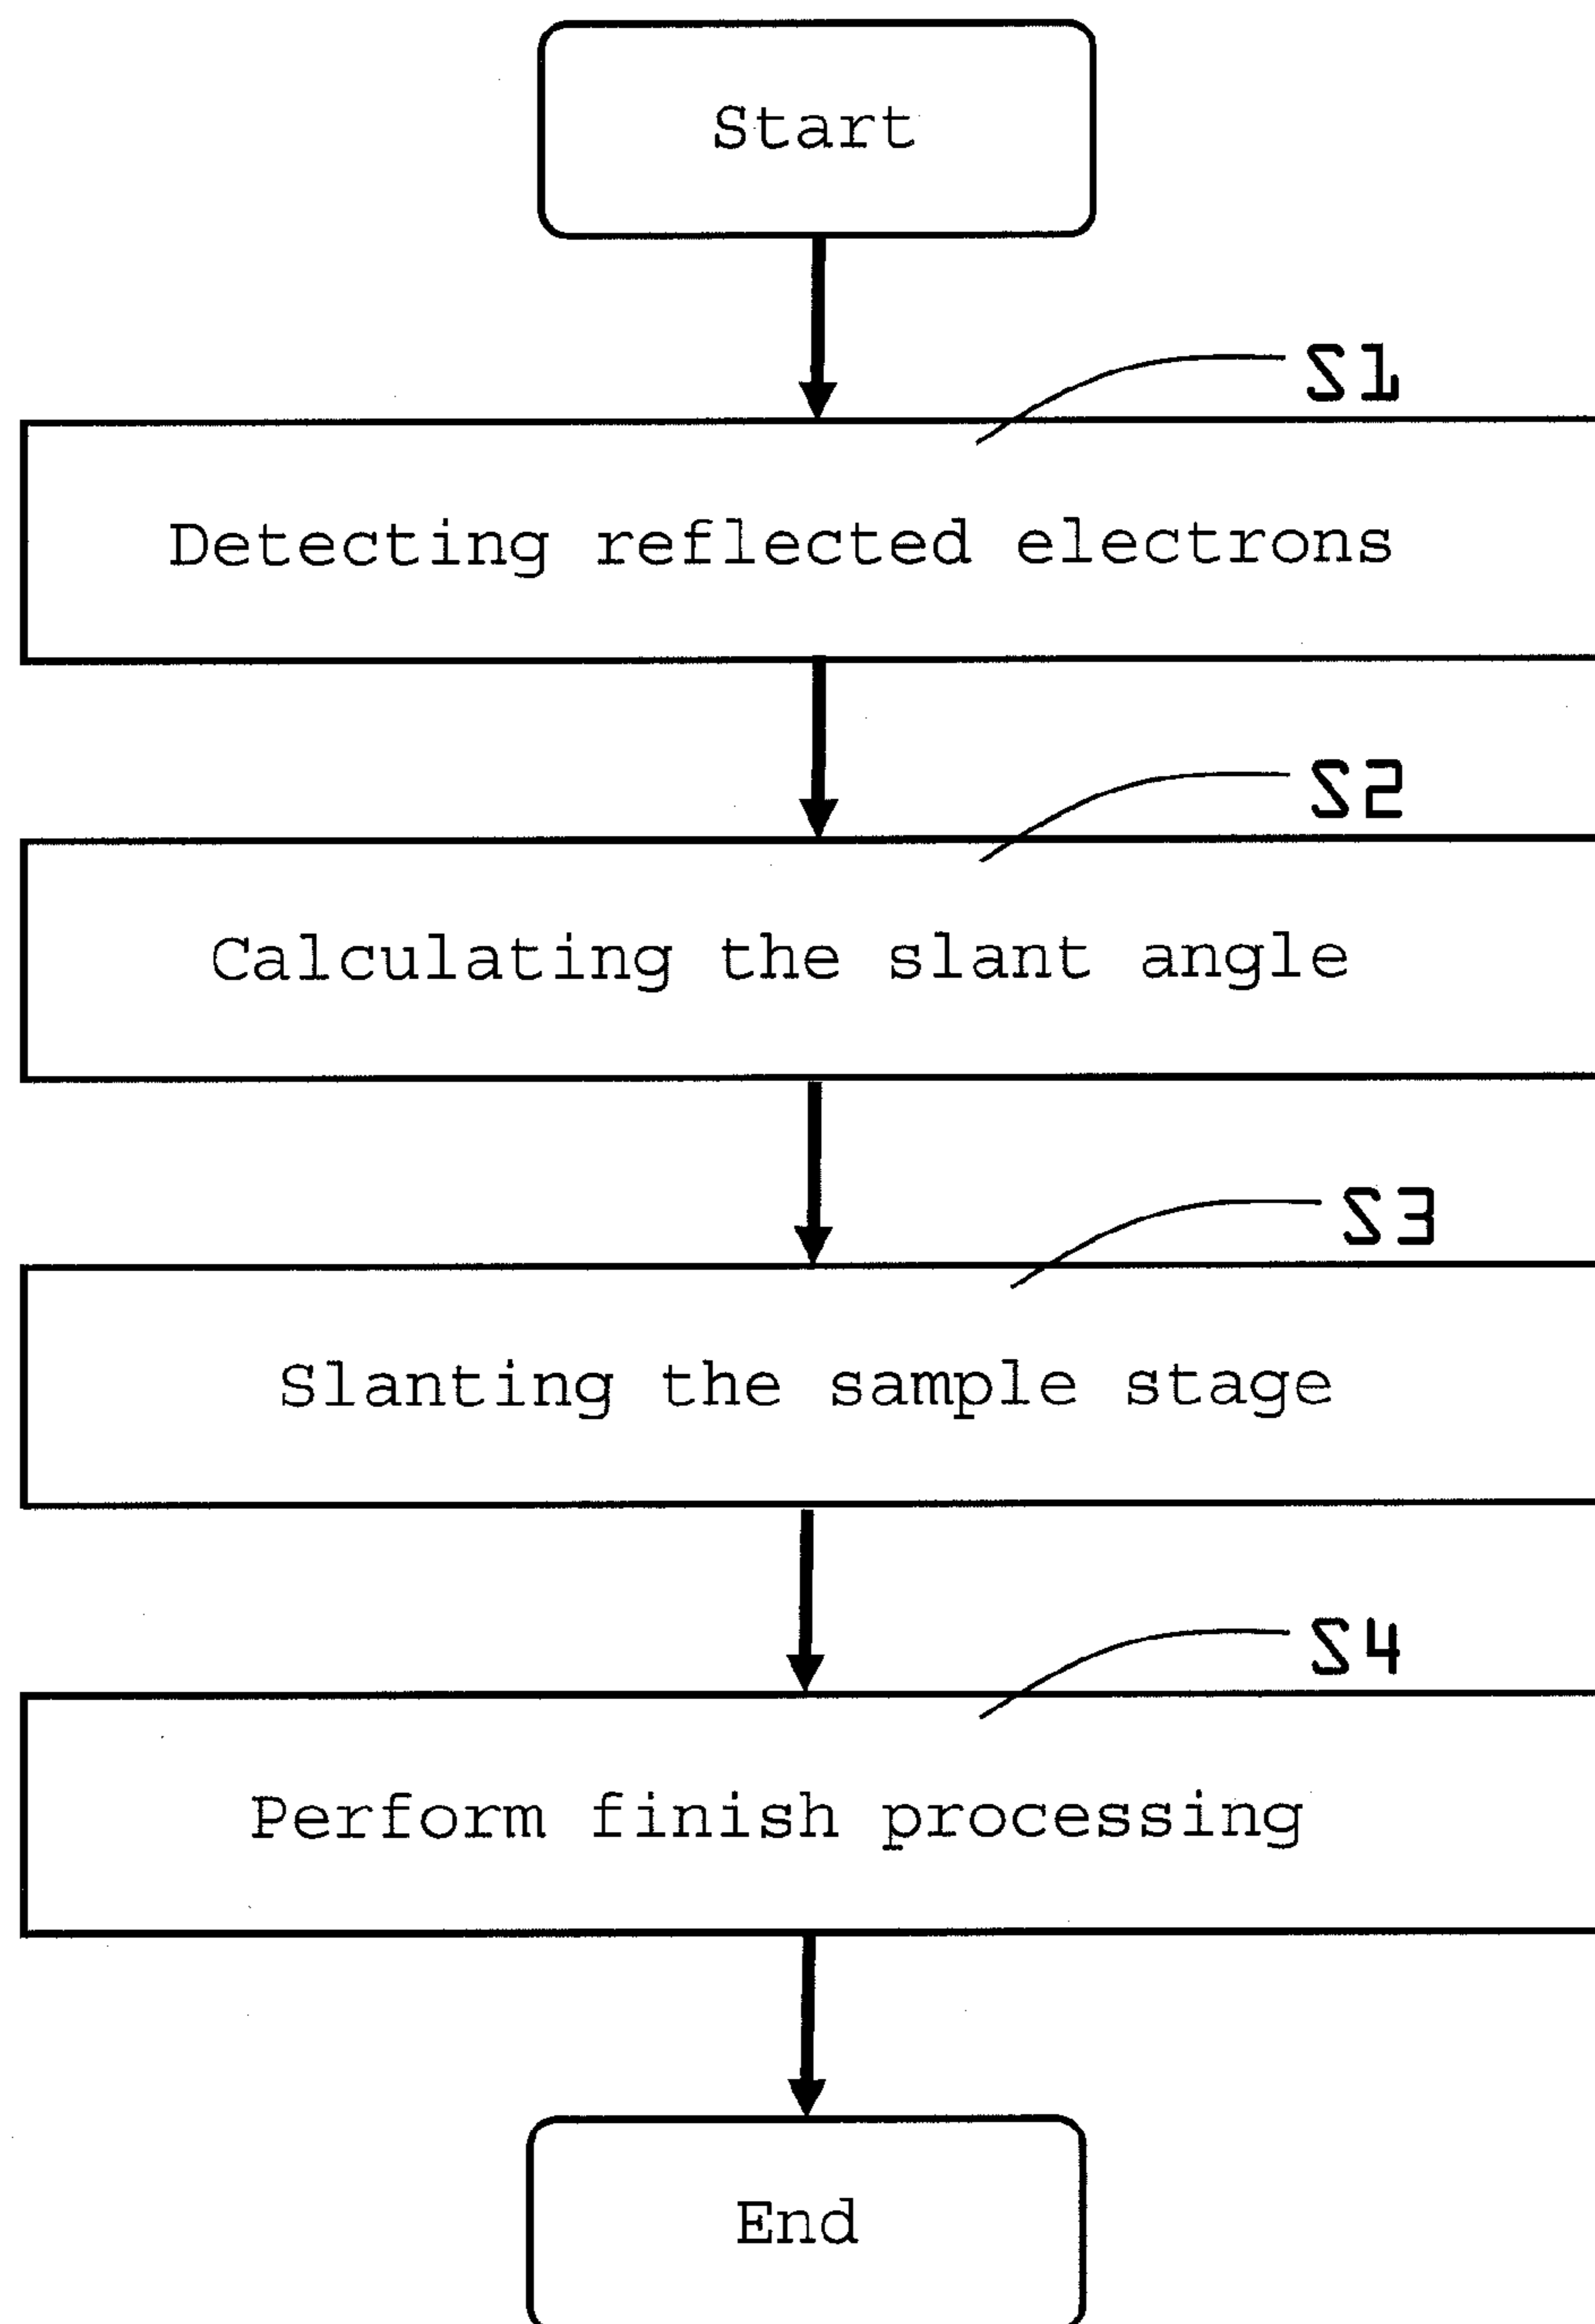 Start
S1
Detecting reflected electrons
S2
Calculating the slant angle
S3
Slanting the sample stage
S4
Perform finish processing
End